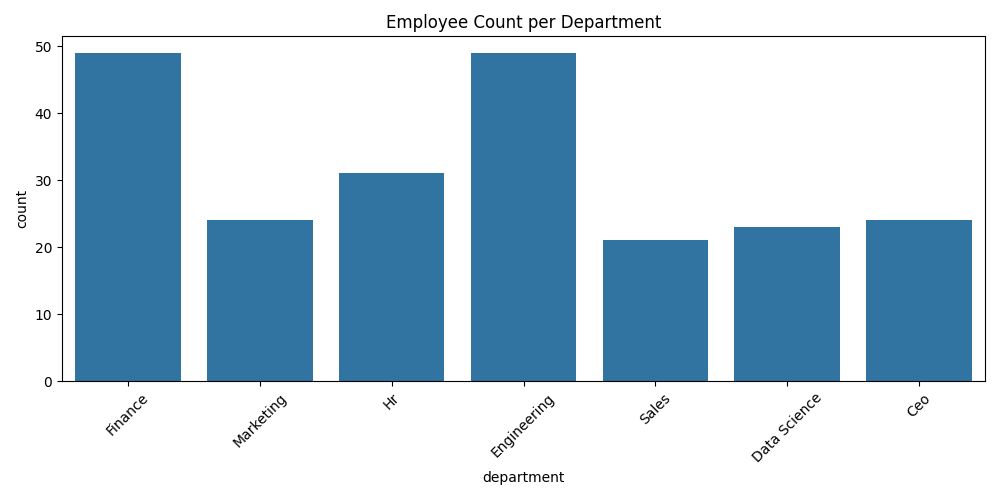 Employee Count per Department
count
50
40
30
20
10
0
Finance
Marketing
Hr
Engineering
Sales
Data Science
Ceo
department